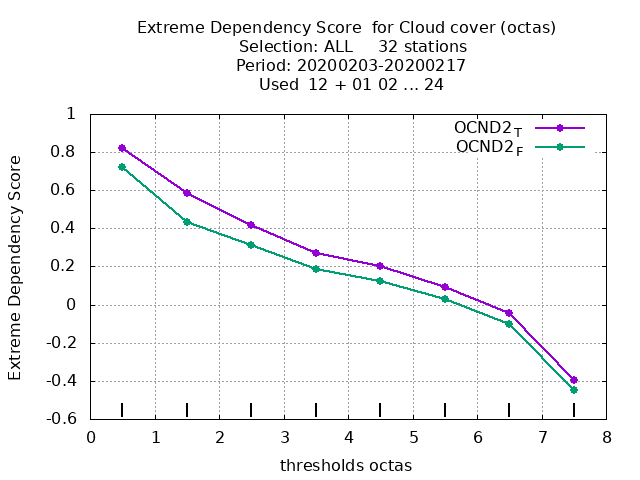 Extreme Dependency Score  for Cloud cover (octas)
Selection: ALL     32 stations
Period: 20200203-20200217
Used  12 + 01 02 ... 24
Extreme Dependency Score
1
0.8
0.6
0.4
0.2
0
-0.2
-0.4
-0.6
OCND2T
OCND2F
0 1 2 3 4 5 6 7 8
thresholds octas